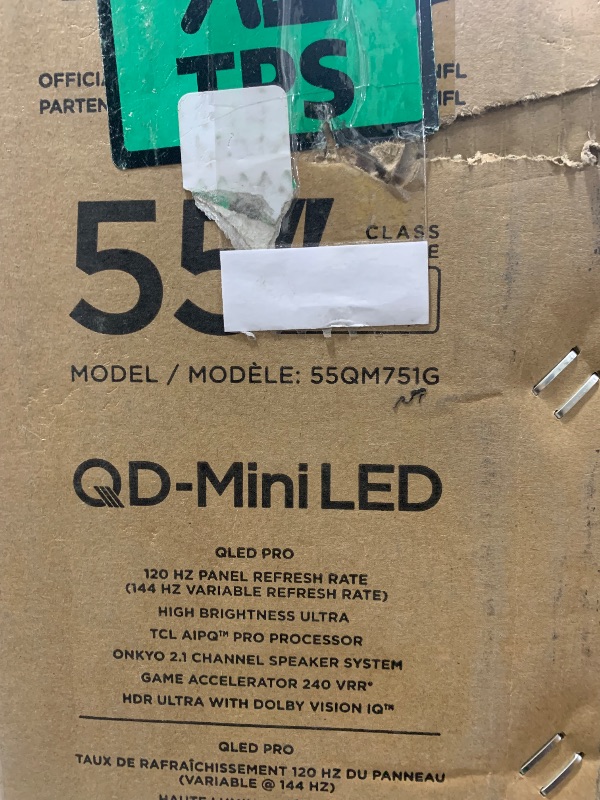 TPS
OFFICIA NFL
PARTEN NFL
55
CLASS
MODEL / MODÈLE: 55QM751G
QD-Mini LED
QLED PRO
120 HZ PANEL REFRESH RATE
(144 HZ VARIABLE REFRESH RATE)
HIGH BRIGHTNESS ULTRA
TCL AIPQ™ PRO PROCESSOR
ONKYO 2.1 CHANNEL SPEAKER SYSTEM
GAME ACCELERATOR 240 VRR*
HDR ULTRA WITH DOLBY VISION IQ™
QLED PRO
TAUX DE RAFRAÎCHISSEMENT 120 HZ DU PANNEAU
(VARIABLE @ 144 HZ)